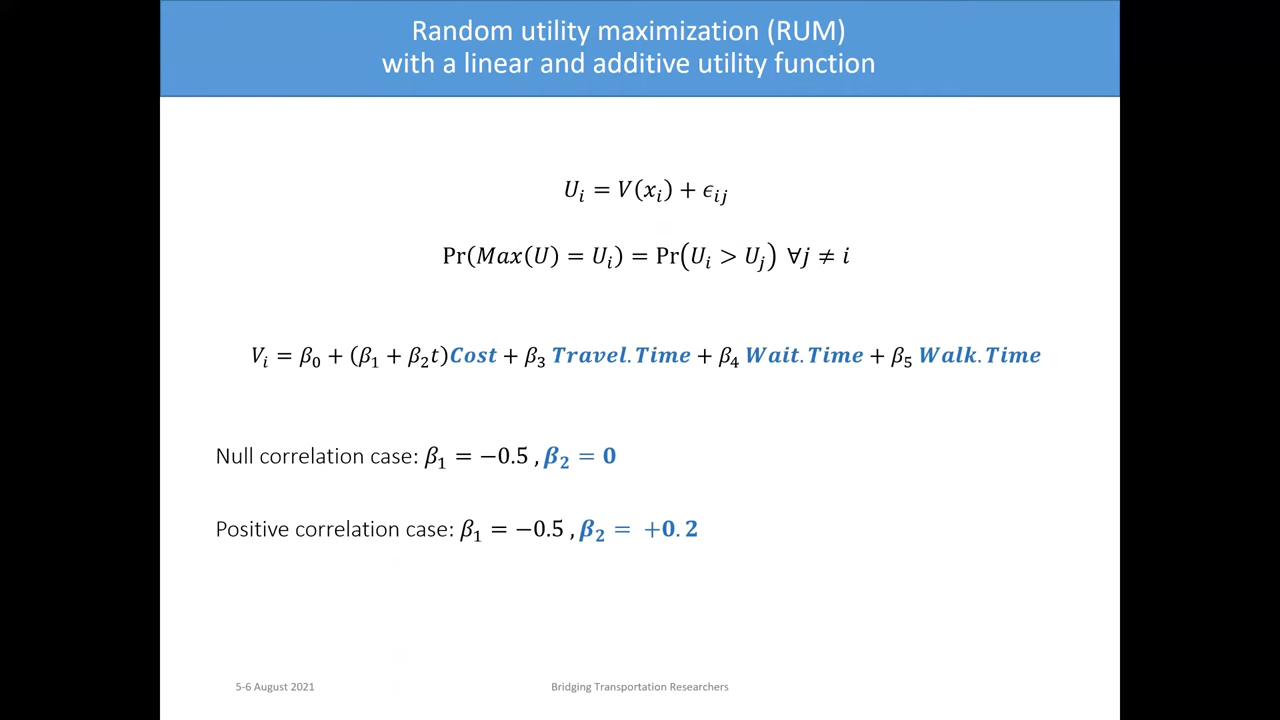 Random utility maximization (RUM)
with a linear and additive utility function
𝑈ᵢ = 𝑉(𝑥ᵢ) + 𝜖ᵢⱼ
Pr(𝑀𝑎𝑥(𝑈) = 𝑈ᵢ) = Pr(𝑈ᵢ > 𝑈ⱼ) ∀𝑗 ≠ 𝑖
𝑉ᵢ = 𝛽₀ + (𝛽₁ + 𝛽₂𝑡)𝑪𝒐𝒔𝒕 + 𝛽₃ 𝑻𝒓𝒂𝒗𝒆𝒍.𝑻𝒊𝒎𝒆 + 𝛽₄ 𝑾𝒂𝒊𝒕.𝑻𝒊𝒎𝒆 + 𝛽₅ 𝑾𝒂𝒍𝒌.𝑻𝒊𝒎𝒆
Null correlation case: 𝛽₁ = −0.5 , 𝜷₂ = 𝟎
Positive correlation case: 𝛽₁ = −0.5 , 𝜷₂ = +𝟎.𝟐
5-6 August 2021
Bridging Transportation Researchers